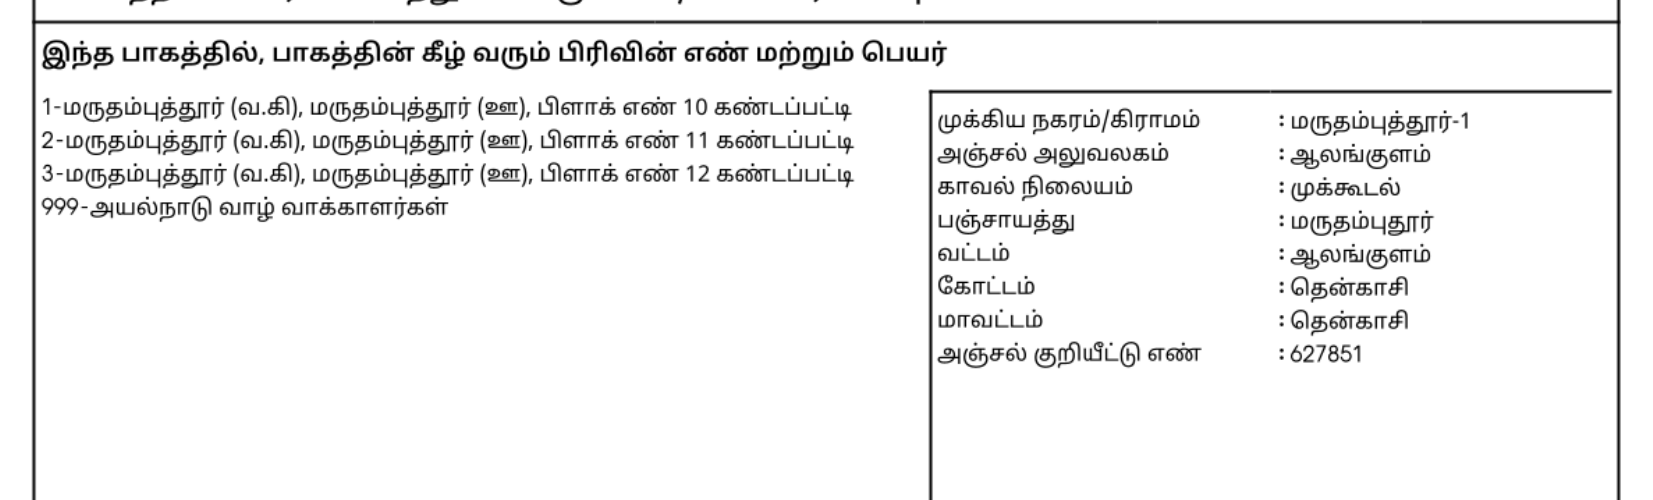 இந்த பாகத்தில், பாகத்தின் கீழ் வரும் பிரிவின் எண் மற்றும் பெயர்
1-மருதம்புத்தூர் (வ.கி), மருதம்புத்தூர் (ஊ), பிளாக் எண் 10 கண்டப்பட்டி
2-மருதம்புத்தூர் (வ.கி), மருதம்புத்தூர் (ஊ), பிளாக் எண் 11 கண்டப்பட்டி
3-மருதம்புத்தூர் (வ.கி), மருதம்புத்தூர் (ஊ), பிளாக் எண் 12 கண்டப்பட்டி
999-அயல்நாடு வாழ் வாக்காளர்கள்
முக்கிய நகரம்/கிராமம் : மருதம்புத்தூர்-1
அஞ்சல் அலுவலகம் : ஆலங்குளம்
காவல் நிலையம் : முக்கூடல்
பஞ்சாயத்து : மருதம்புதூர்
வட்டம் : ஆலங்குளம்
கோட்டம் : தென்காசி
மாவட்டம் : தென்காசி
அஞ்சல் குறியீட்டு எண் : 627851